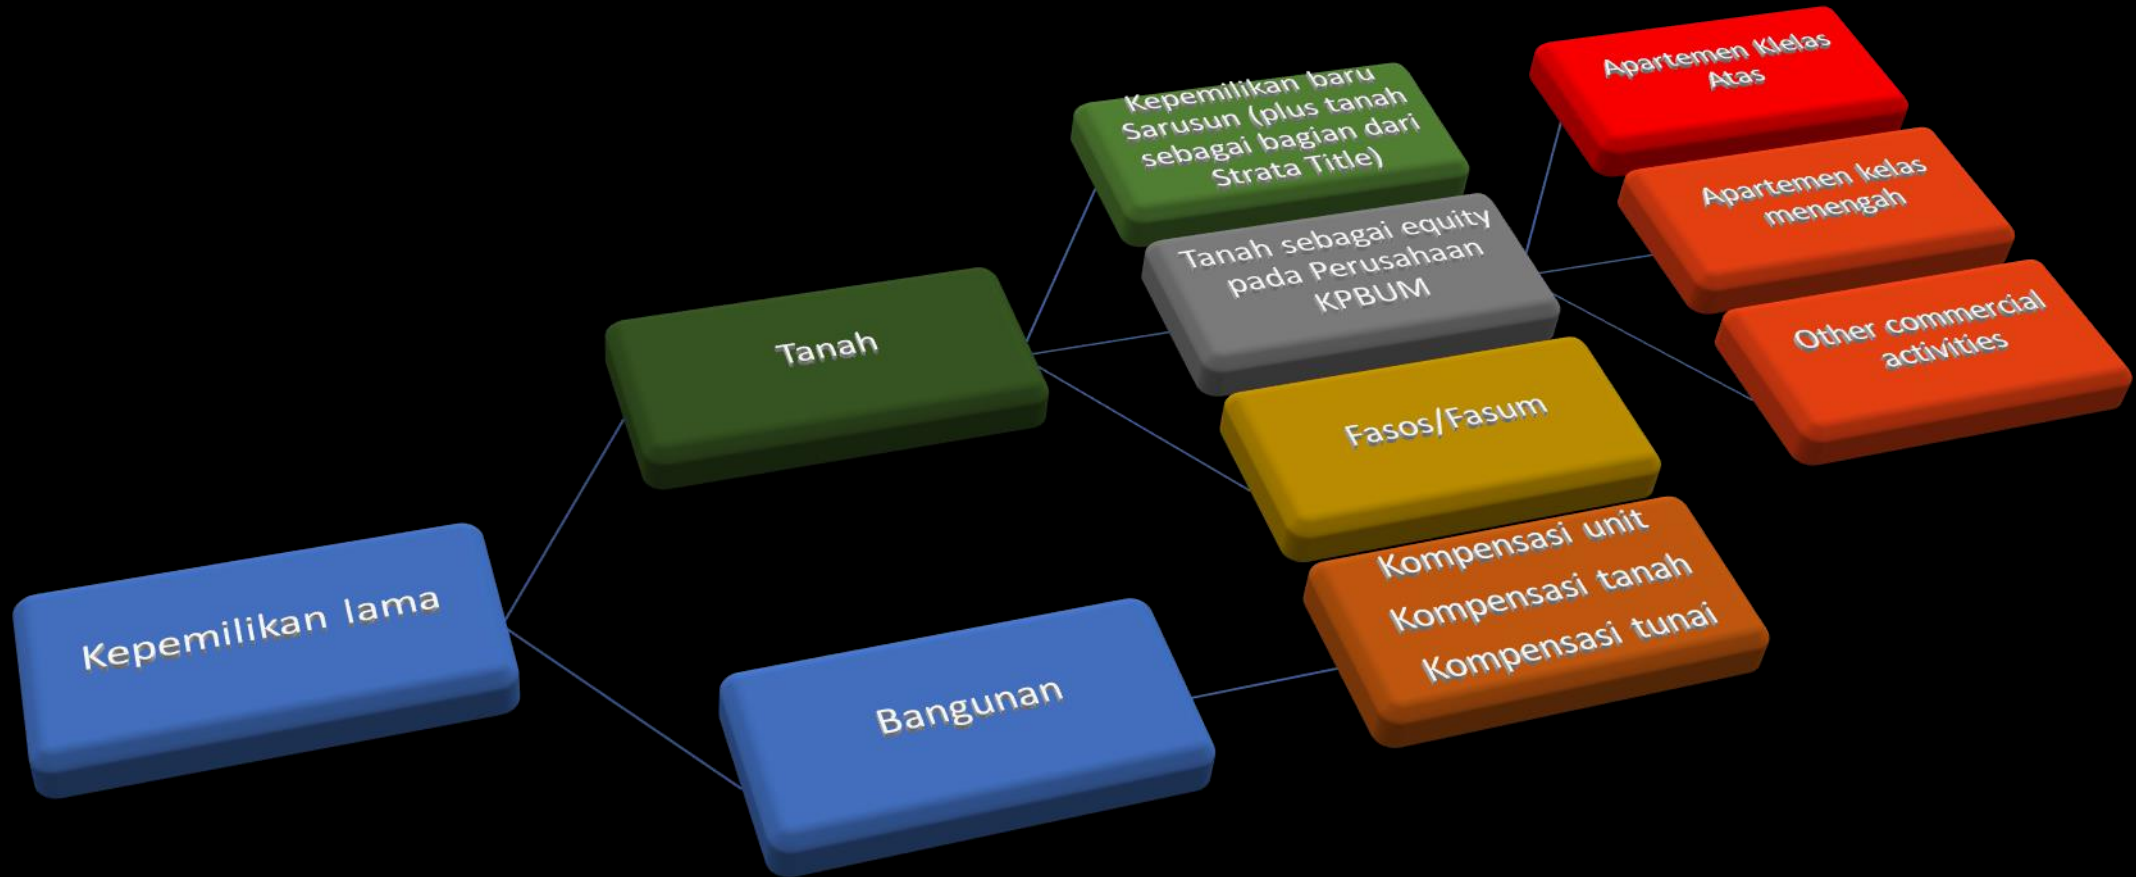 Kepemilikan lama
Tanah
Bangunan
Kepemilikan baru
Sarusun (plus tanah
sebagai bagian dari
Strata Title)
Tanah sebagai equity
pada Perusahaan
KPBUM
Fasos/Fasum
Kompensasi unit
Kompensasi tanah
Kompensasi tunai
Apartemen Klelas
Atas
Apartemen kelas
menengah
Other commercial
activities